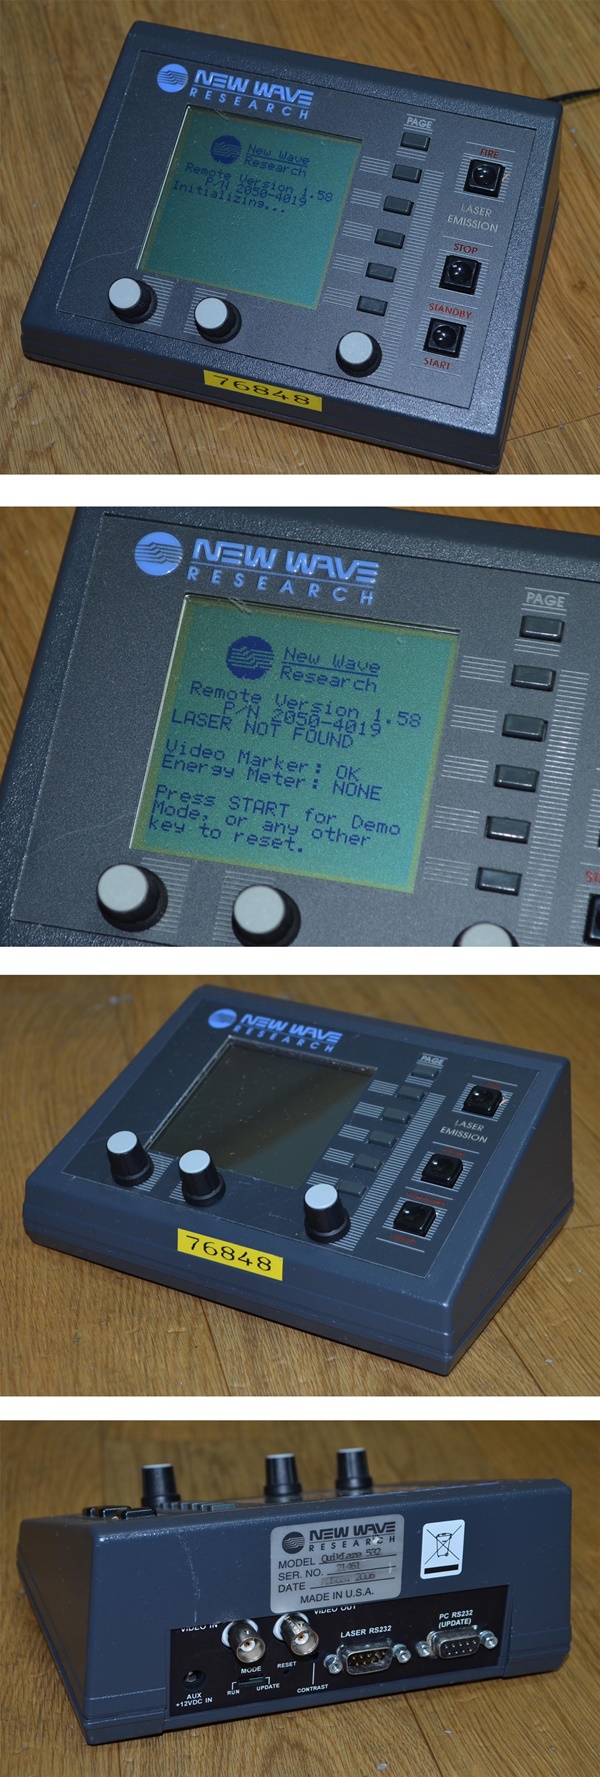 NEW WAVE
RESEARCH
PAGE
New Wave
Research
Remote Version 1.58
P/N 2050-4019
Initializing...
FIRE
LASER
EMISSION
STOP
STANDBY
START
76848
NEW WAVE
RESEARCH
PAGE
New Wave
Research
Remote Version 1.58
P/N 2050-4019
LASER NOT FOUND
Video Marker: OK
Energy Meter: NONE
Press START for Demo
Mode, or any other
key to reset.
NEW WAVE
RESEARCH
PAGE
LASER
EMISSION
76848
NEW WAVE
RESEARCH
MODEL QuikLaze 532
SER. NO. 21461
DATE 2006
MADE IN U.S.A.
VIDEO IN
VIDEO OUT
LASER RS232
PC RS232
(UPDATE)
AUX
+12VDC IN
MODE
RUN
UPDATE
RESET
CONTRAST